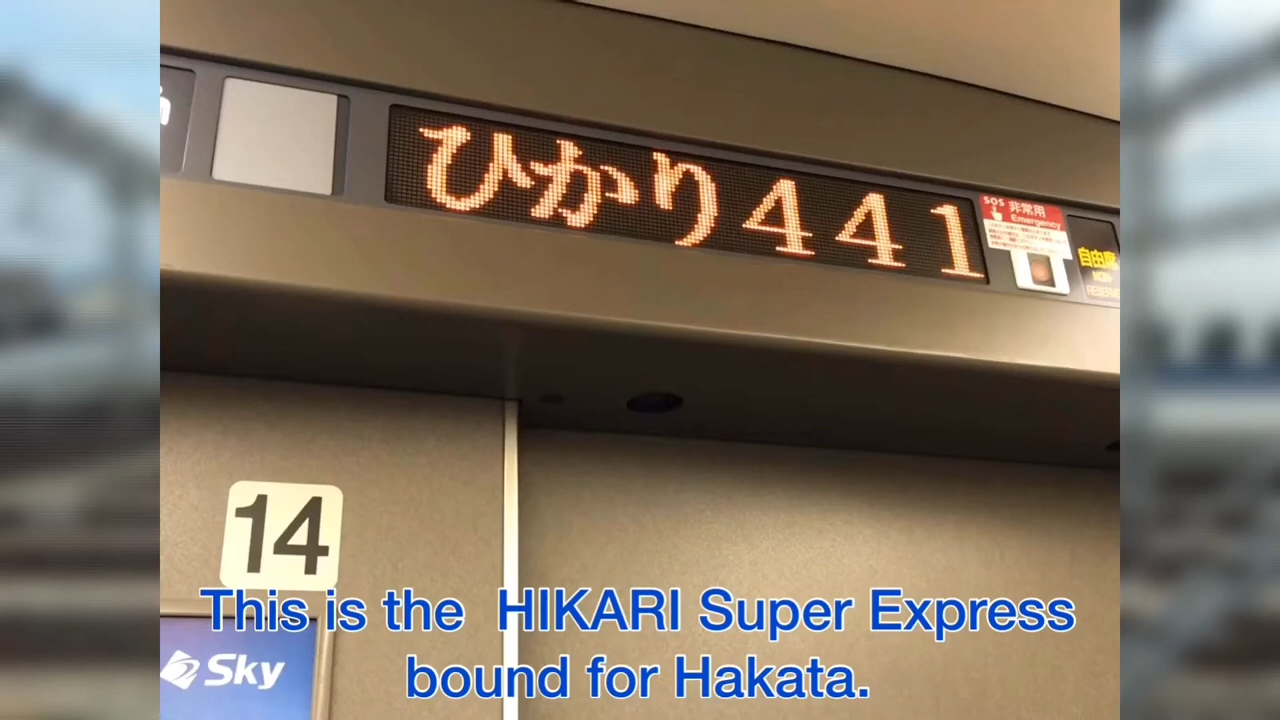 ひかり441
SOS 非常用
Emergency
自由席
NON-
14
This is the HIKARI Super Express
bound for Hakata.
Sky